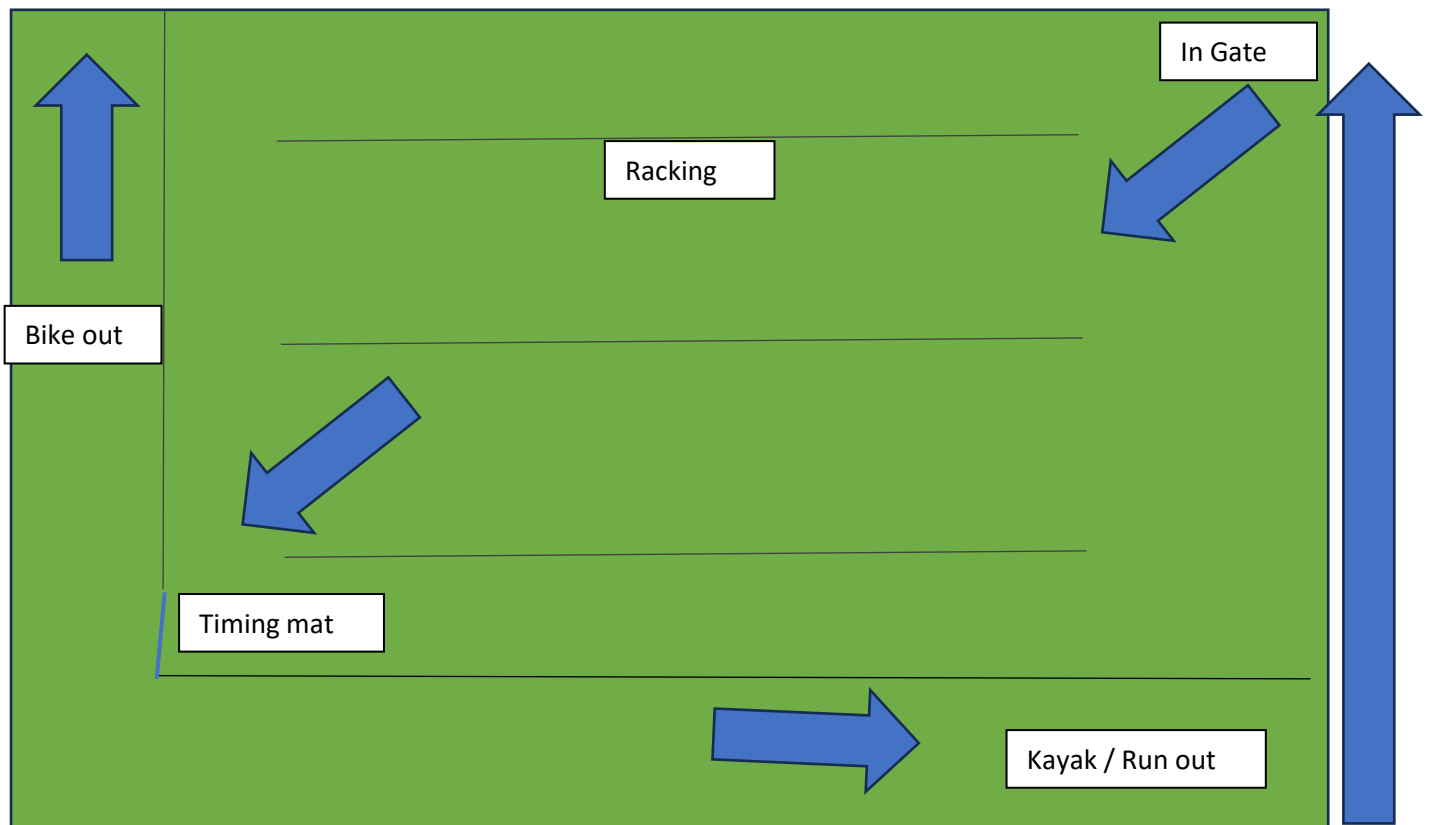 In Gate
Racking
Bike out
Timing mat
Kayak / Run out